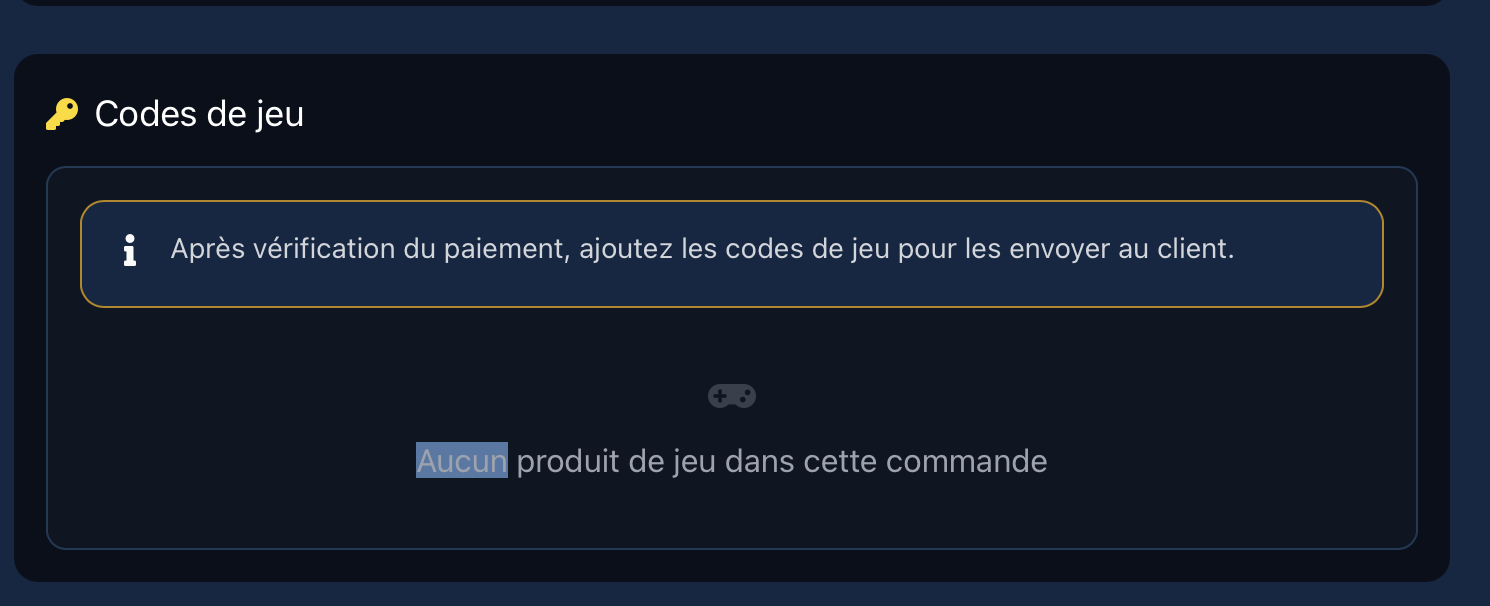 Codes de jeu
Après vérification du paiement, ajoutez les codes de jeu pour les envoyer au client.
Aucun produit de jeu dans cette commande